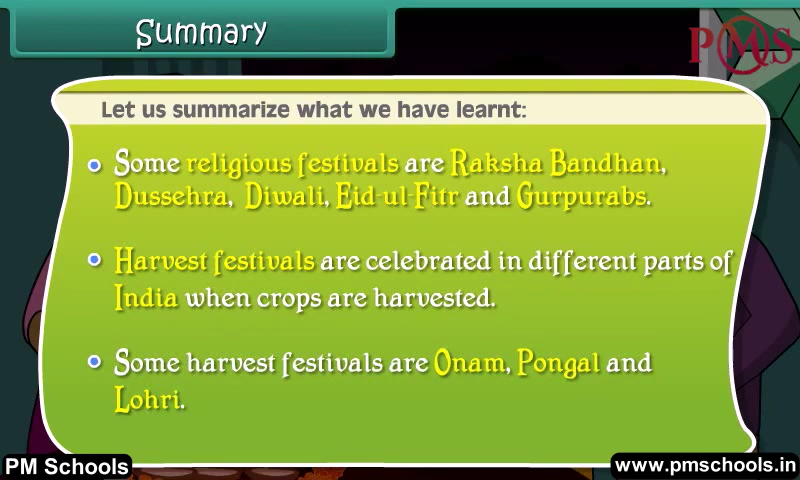 Summary
PMS
Let us summarize what we have learnt:
Some religious festivals are Raksha Bandhan,
Dussehra, Diwali, Eid-ul-Fitr and Gurpurabs.
Harvest festivals are celebrated in different parts of
India when crops are harvested.
Some harvest festivals are Onam, Pongal and
Lohri.
PM Schools
www.pmschools.in